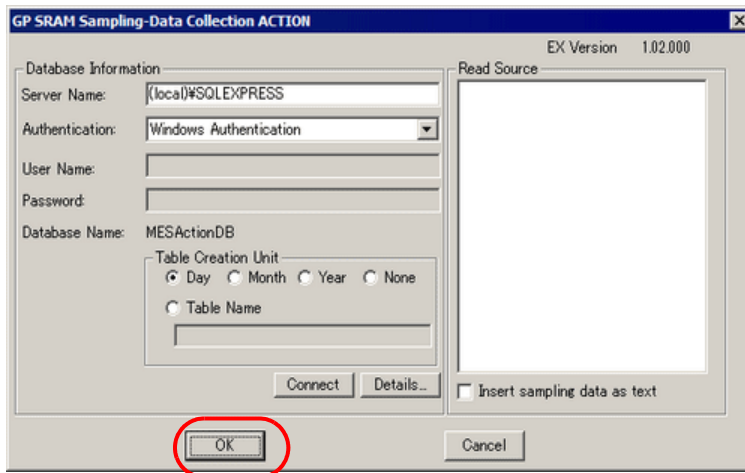 GP SRAM Sampling-Data Collection ACTION
EX Version 1.02.000
Database Information
Server Name: (local)¥SQLEXPRESS
Authentication: Windows Authentication
User Name:
Password:
Database Name: MESActionDB
Table Creation Unit
Day Month Year None
Table Name
Connect Details...
Read Source
Insert sampling data as text
OK Cancel